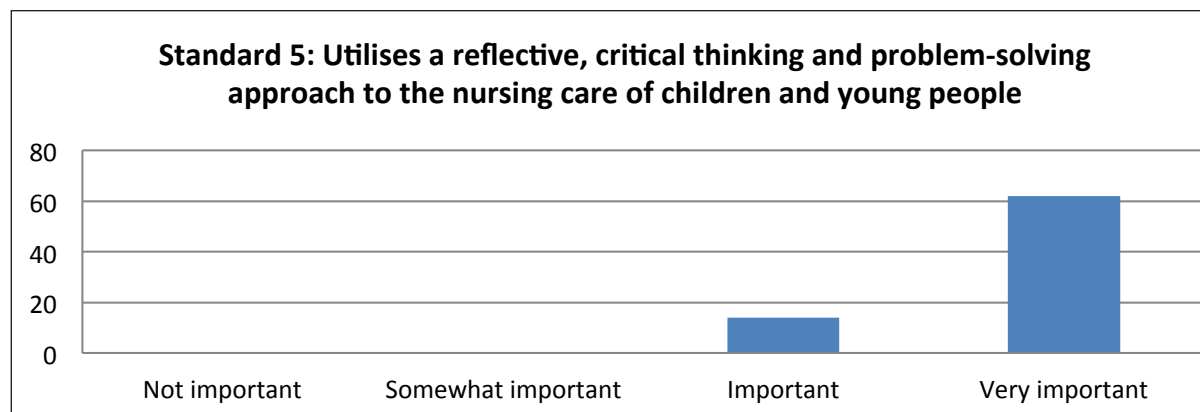 Standard 5: Utilises a reflective, critical thinking and problem-solving
approach to the nursing care of children and young people
80
60
40
20
0
Not important
Somewhat important
Important
Very important